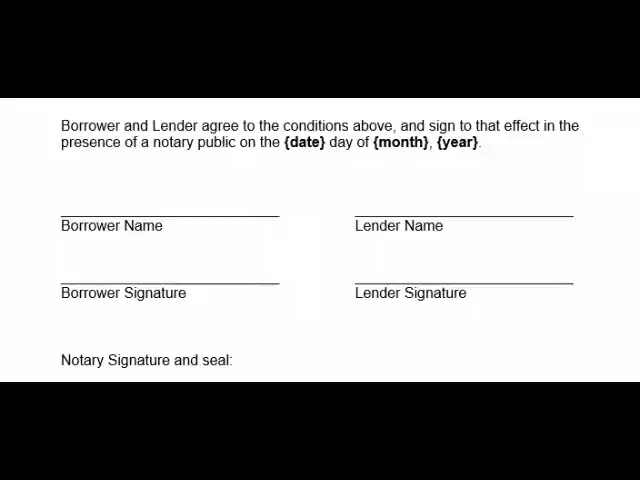 Borrower and Lender agree to the conditions above, and sign to that effect in the
presence of a notary public on the {date} day of {month}, {year}.
Borrower Name
Lender Name
Borrower Signature
Lender Signature
Notary Signature and seal: